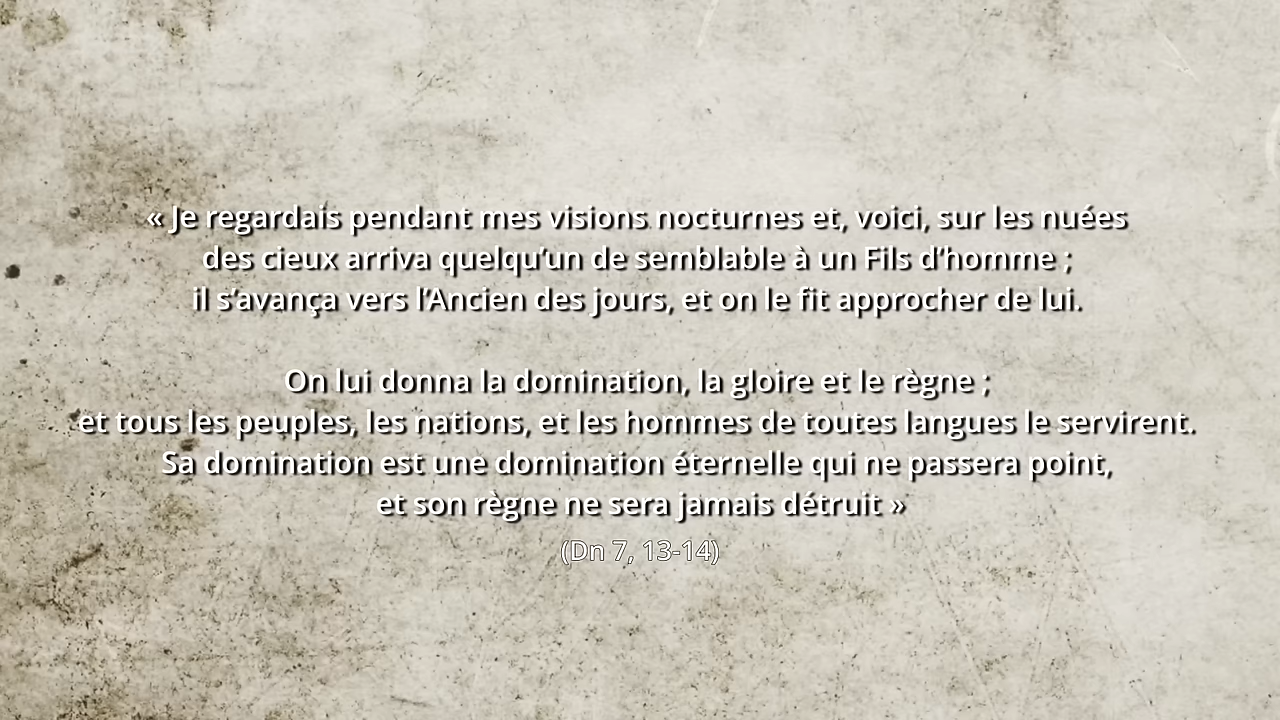 « Je regardais pendant mes visions nocturnes et, voici, sur les nuées
des cieux arriva quelqu’un de semblable à un Fils d’homme ;
il s’avança vers l’Ancien des jours, et on le fit approcher de lui.
On lui donna la domination, la gloire et le règne ;
et tous les peuples, les nations, et les hommes de toutes langues le servirent.
Sa domination est une domination éternelle qui ne passera point,
et son règne ne sera jamais détruit »
(Dn 7, 13-14)